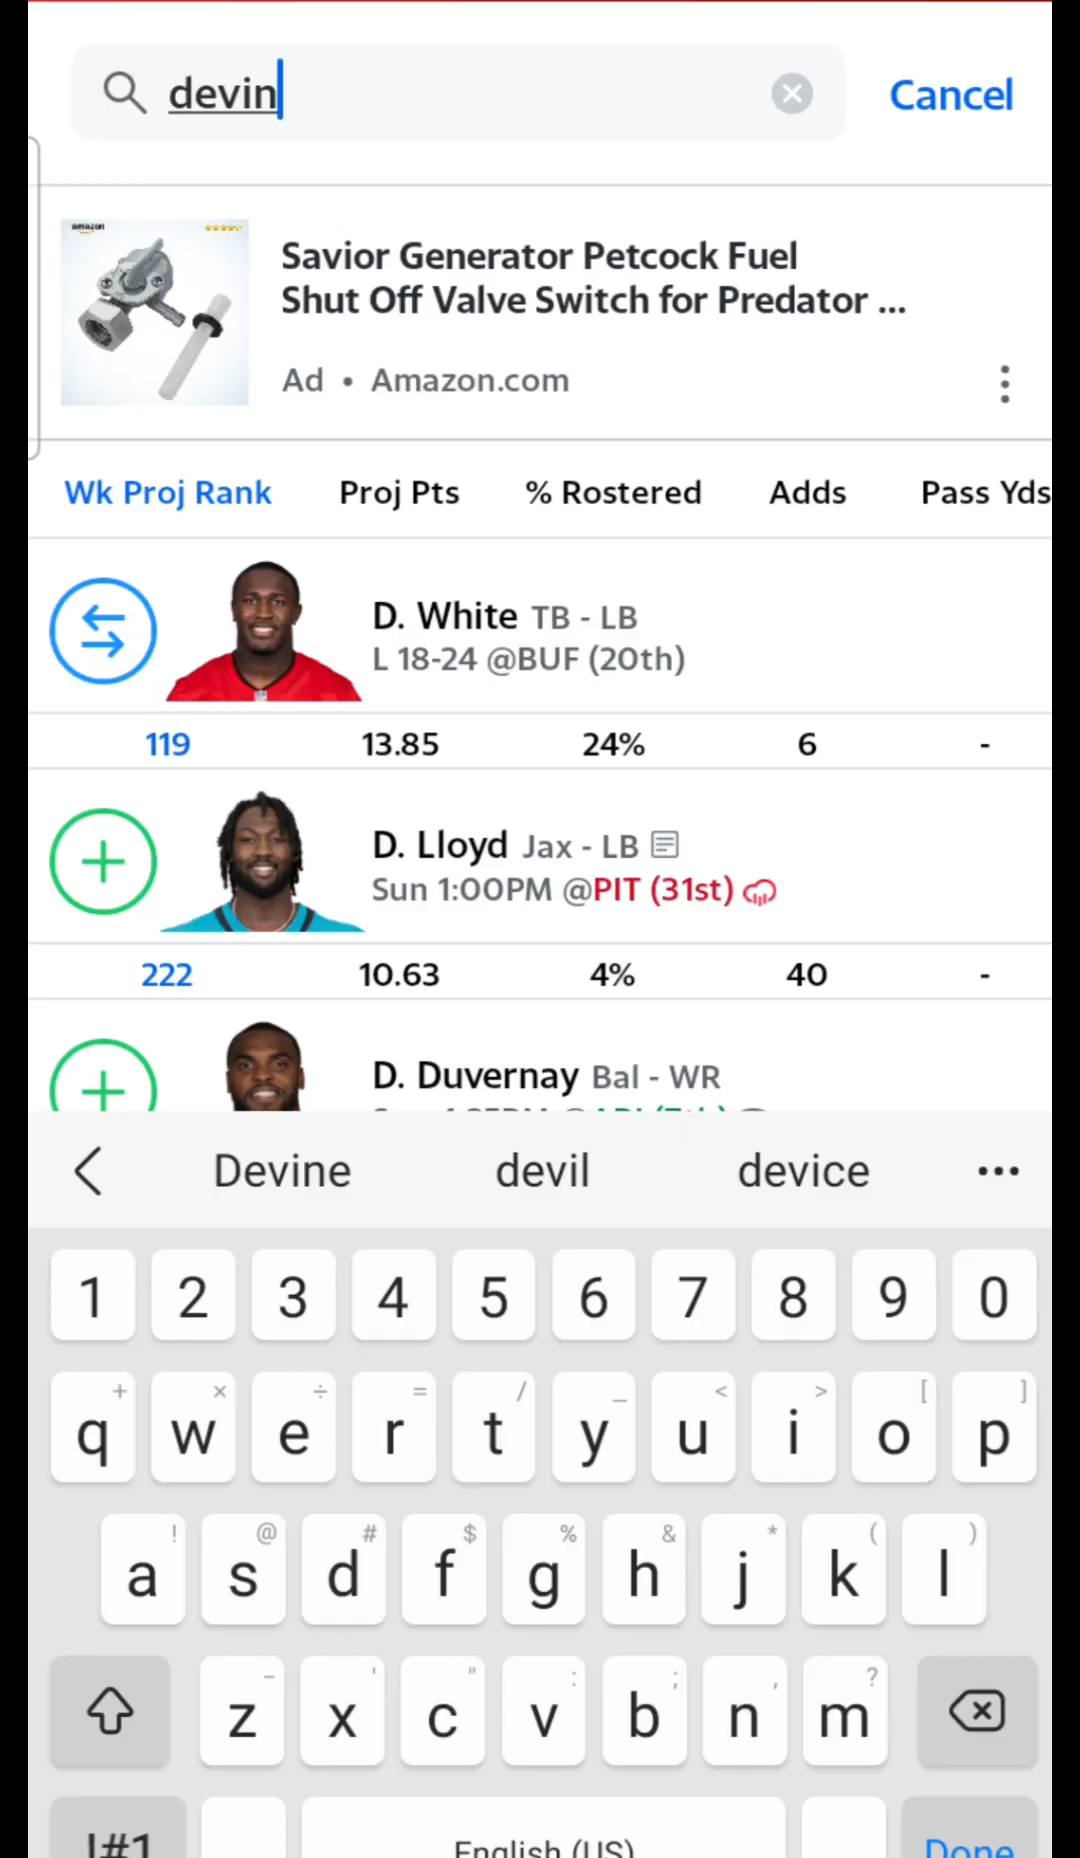 devin
Cancel
amazon
Savior Generator Petcock Fuel
Shut Off Valve Switch for Predator ...
Ad • Amazon.com
Wk Proj Rank Proj Pts % Rostered Adds Pass Yds
D. White TB - LB
L 18-24 @BUF (20th)
119 13.85 24% 6 -
D. Lloyd Jax - LB
Sun 1:00PM @PIT (31st)
222 10.63 4% 40 -
D. Duvernay Bal - WR
Devine devil device ...
1 2 3 4 5 6 7 8 9 0
+ × ÷ = / _ < > [ ]
q w e r t y u i o p
! @ # $ % & * ( )
a s d f g h j k l
- ' " : ; , ?
z x c v b n m
!#1 English (US) Done